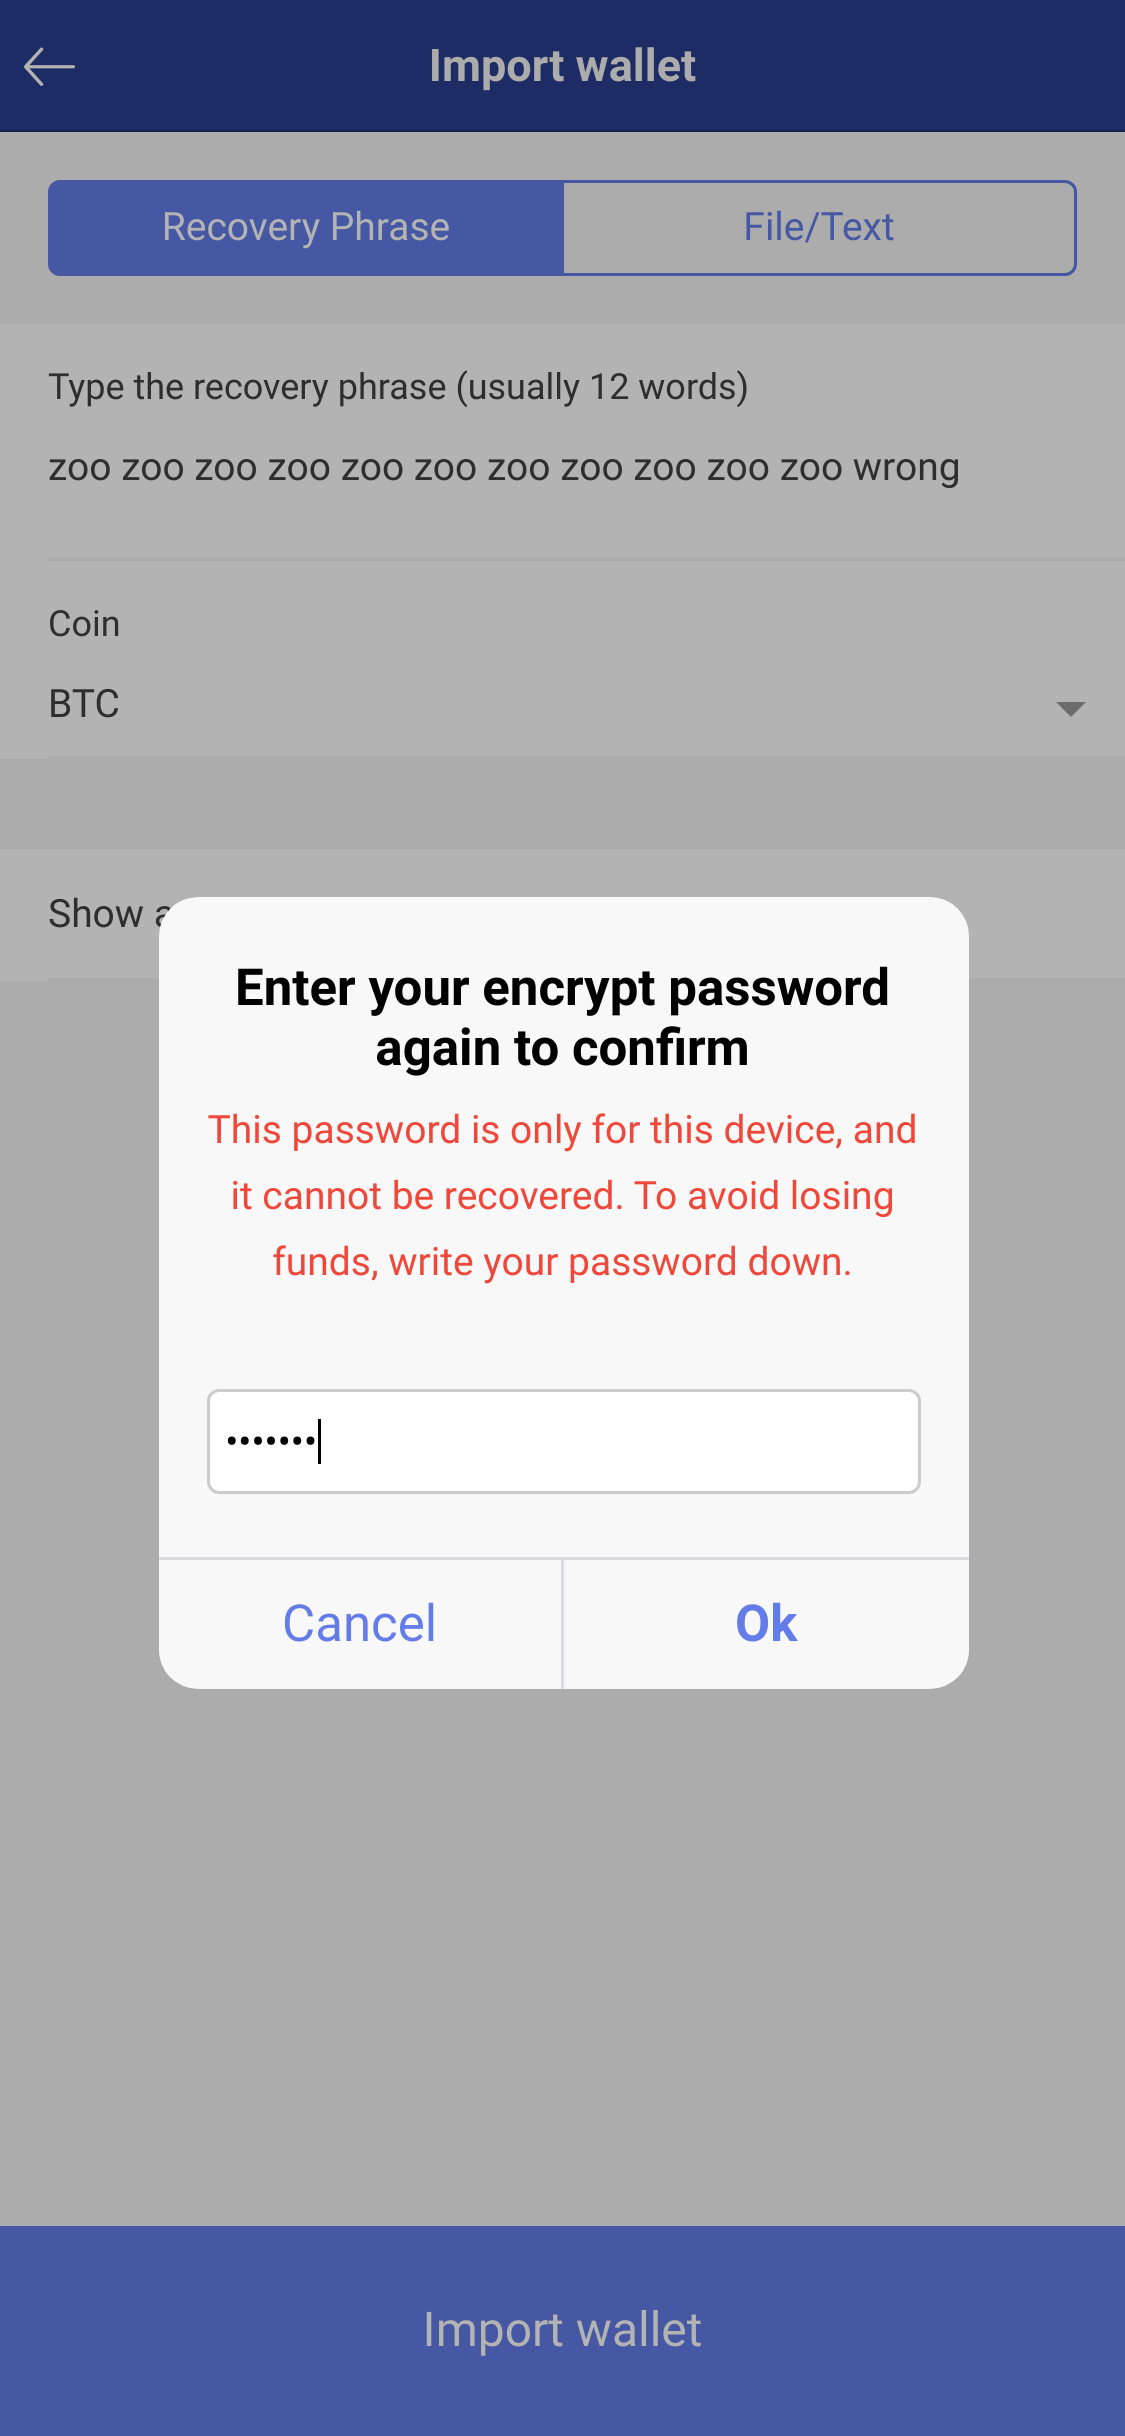 Import wallet
Recovery Phrase
File/Text
Type the recovery phrase (usually 12 words)
zoo zoo zoo zoo zoo zoo zoo zoo zoo zoo zoo wrong
Coin
BTC
Show
Enter your encrypt password
again to confirm
This password is only for this device, and
it cannot be recovered. To avoid losing
funds, write your password down.
•••••••
Cancel
Ok
Import wallet